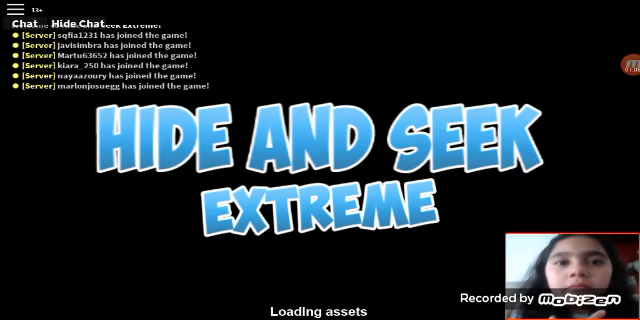 13+
Chat Hide Chat
Seek Extreme!
[Server] sqfia1231 has joined the game!
[Server] javisimbra has joined the game!
[Server] Martu63652 has joined the game!
[Server] kiara_250 has joined the game!
[Server] nayaazoury has joined the game!
[Server] marlonjosuegg has joined the game!
HIDE AND SEEK
EXTREME
Recorded by Mobizen
Loading assets